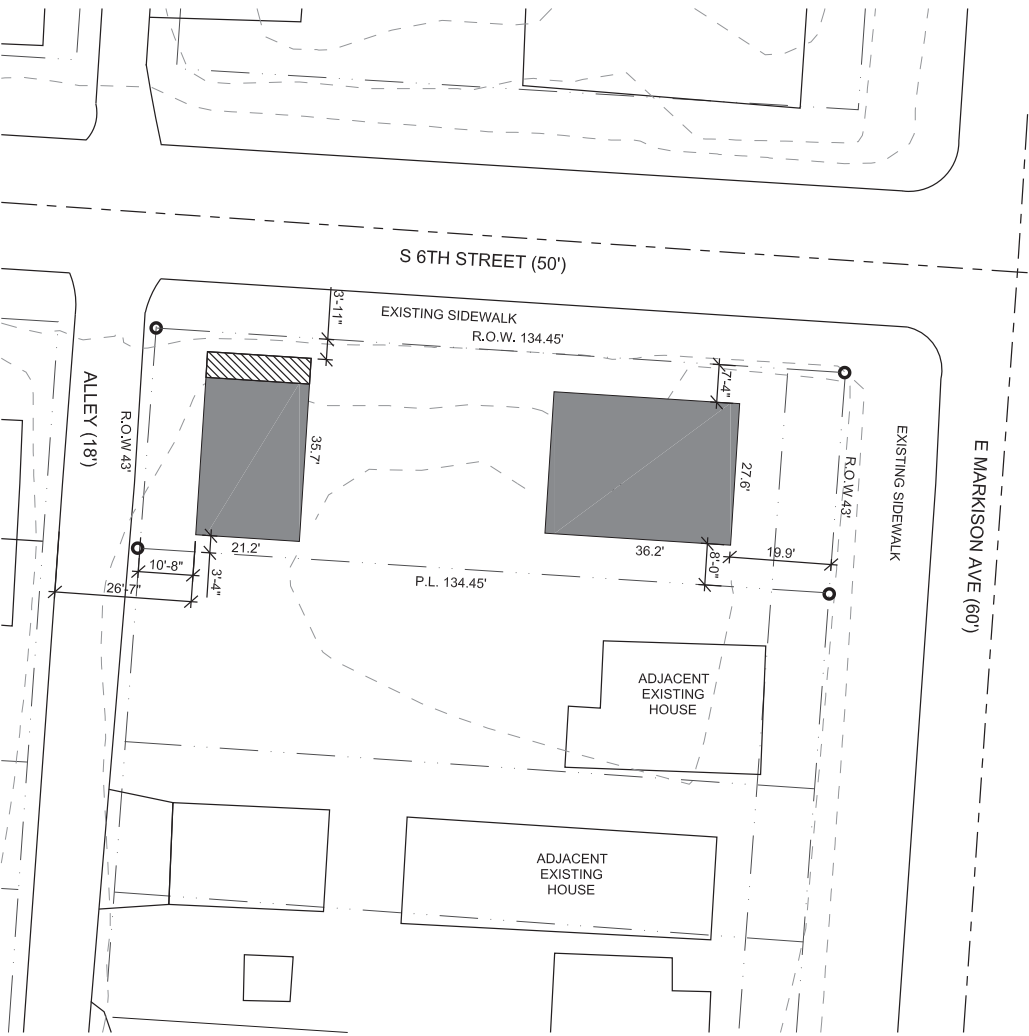 S 6TH STREET (50')
3'-11"
EXISTING SIDEWALK
R.O.W. 134.45'
7'-4"
ALLEY (18')
R.O.W 43'
35.7'
27.6'
R.O.W. 43'
EXISTING SIDEWALK
E MARKISON AVE (60')
21.2'
36.2'
19.9'
8'-0"
10'-8"
3'-4"
26'-7"
P.L. 134.45'
ADJACENT
EXISTING
HOUSE
ADJACENT
EXISTING
HOUSE